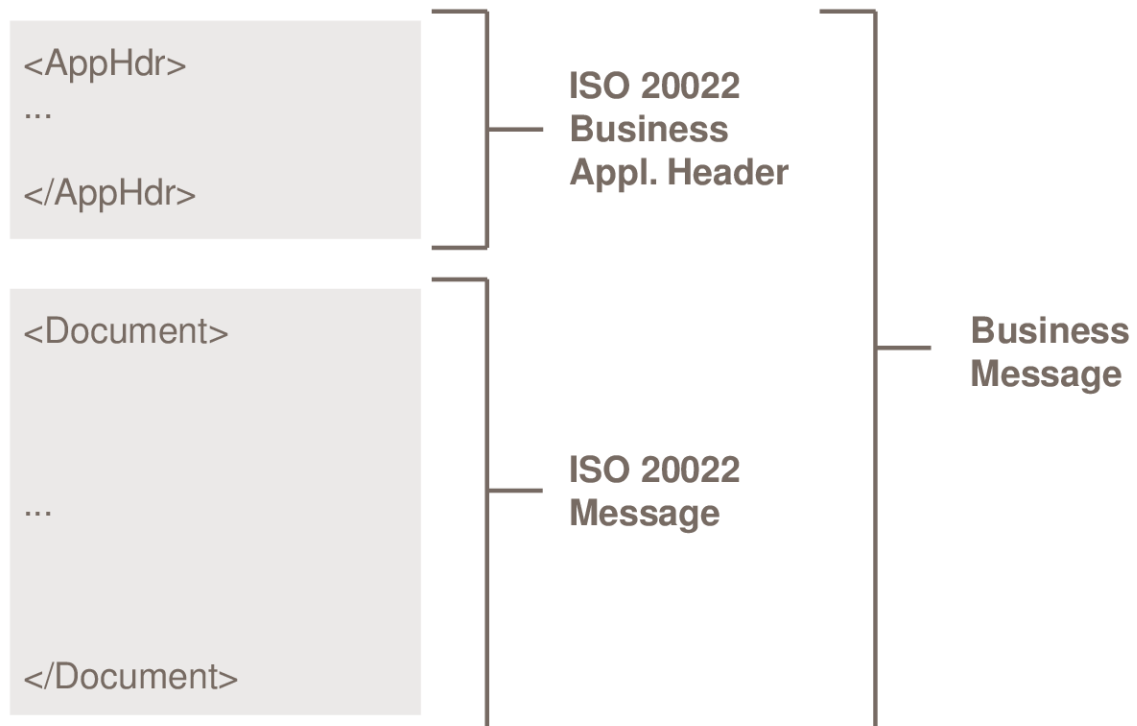 <AppHdr>
...
</AppHdr>
ISO 20022
Business
Appl. Header
<Document>
...
</Document>
ISO 20022
Message
Business
Message